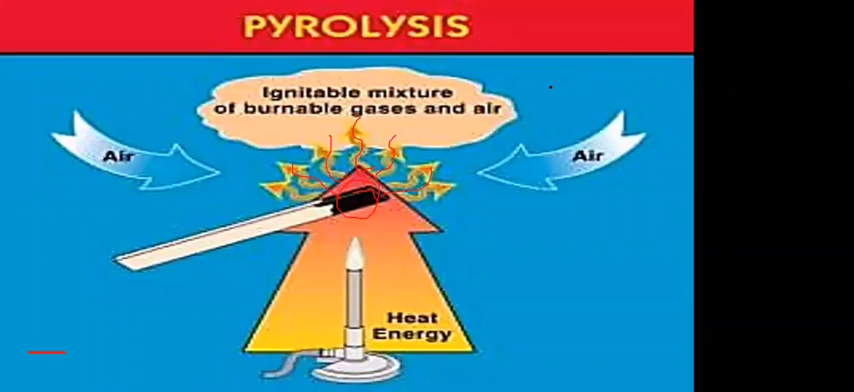 PYROLYSIS
Ignitable mixture
of burnable gases and air
Air
Air
Heat
Energy